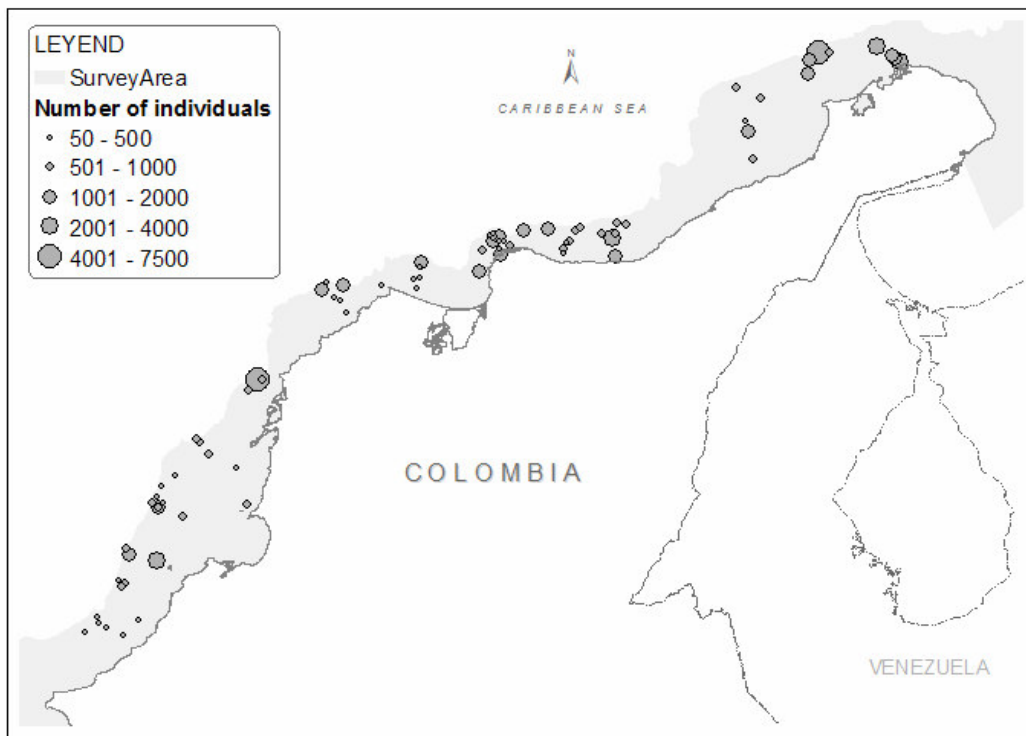 LEYEND
SurveyArea
Number of individuals
50 - 500
501 - 1000
1001 - 2000
2001 - 4000
4001 - 7500
N
CARIBBEAN SEA
COLOMBIA
VENEZUELA